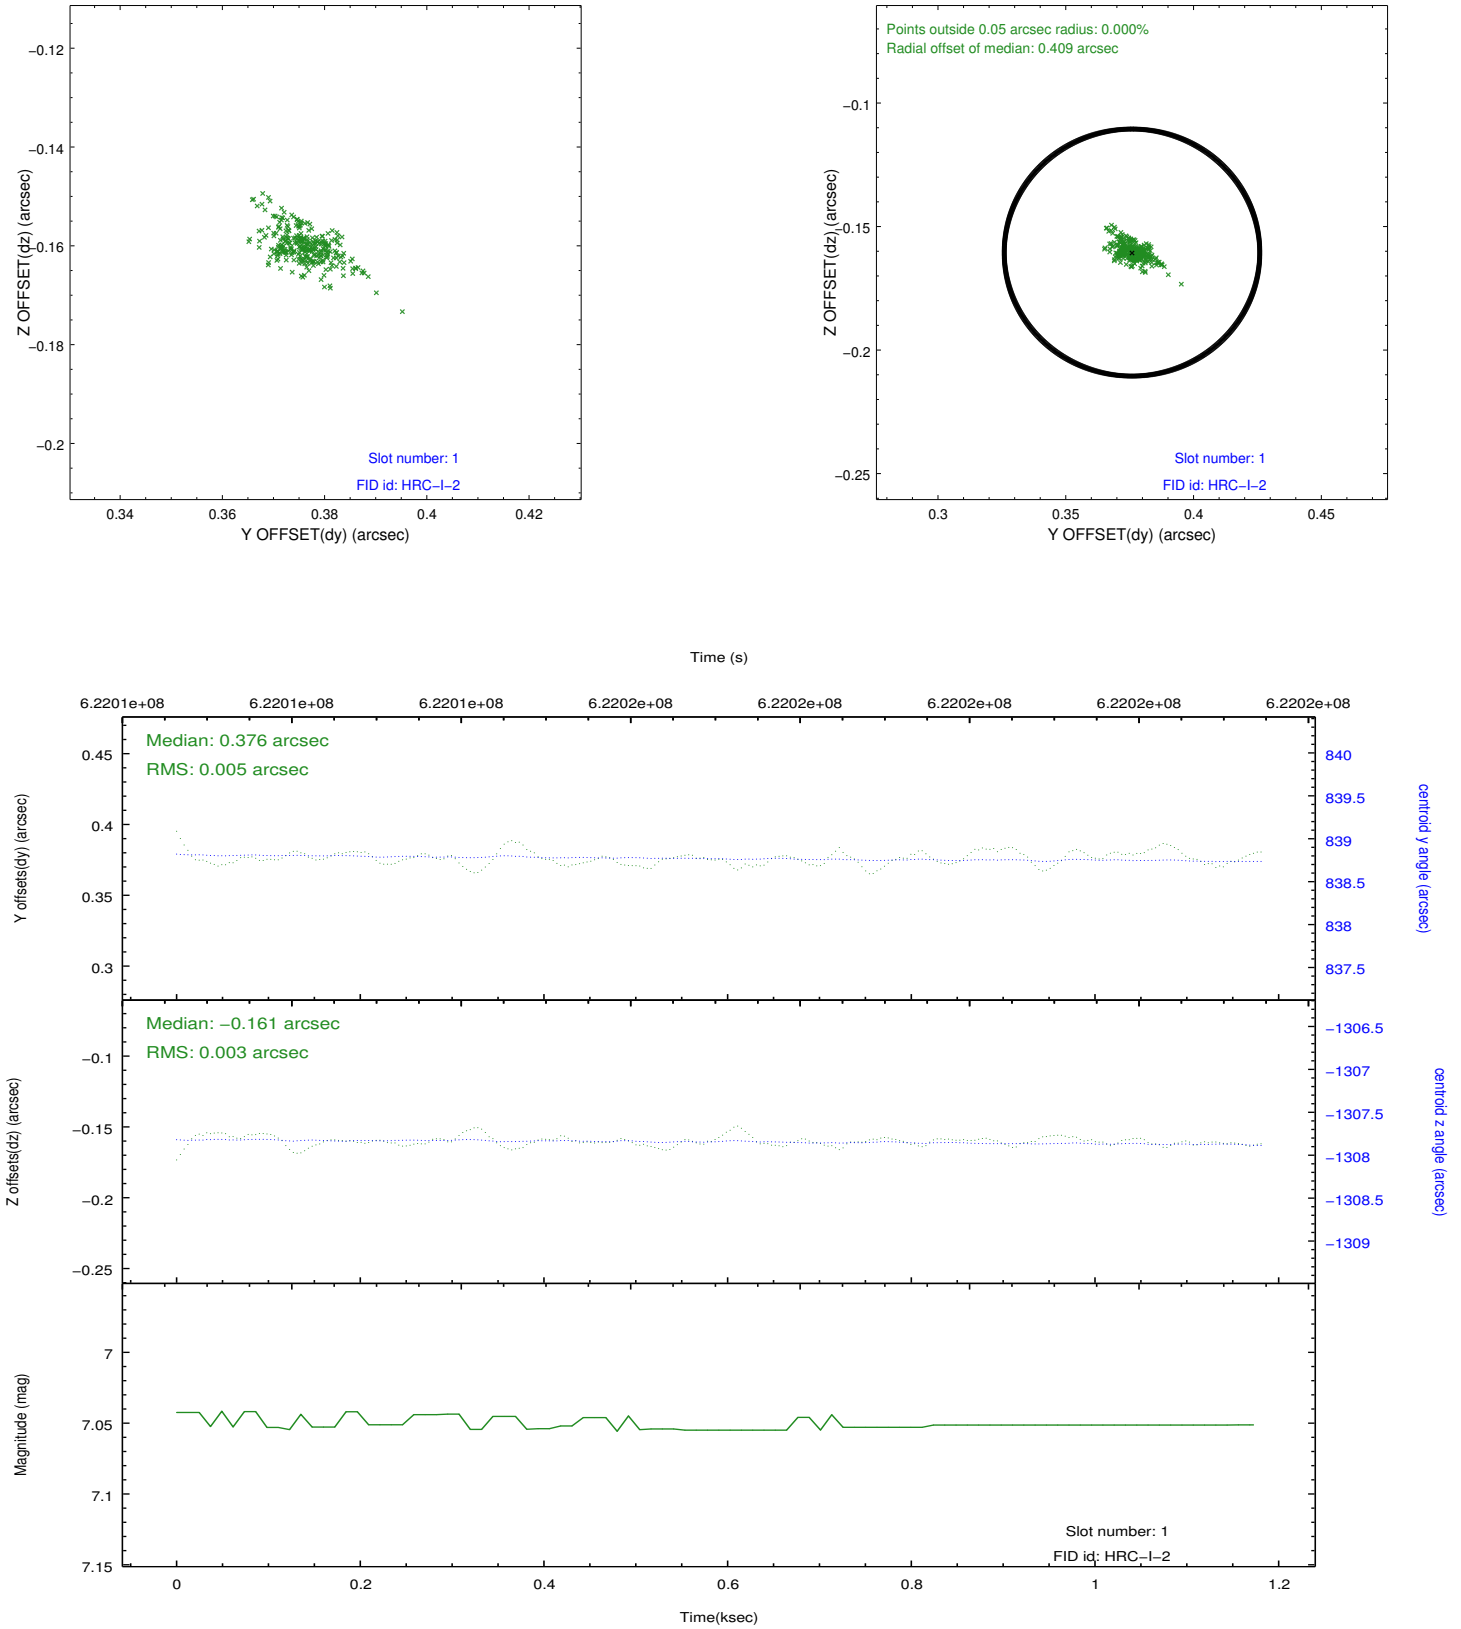 −0.12
−0.14
−0.16
−0.18
−0.2
Z OFFSET(dz) (arcsec)
Slot number: 1
FID id: HRC−I−2
0.34
0.36
0.38
0.4
0.42
Y OFFSET(dy) (arcsec)
Points outside 0.05 arcsec radius: 0.000%
Radial offset of median: 0.409 arcsec
−0.1
−0.15
−0.2
−0.25
Z OFFSET(dz) (arcsec)
Slot number: 1
FID id: HRC−I−2
0.3
0.35
0.4
0.45
Y OFFSET(dy) (arcsec)
Time (s)
6.2201e+08
6.2201e+08
6.2201e+08
6.2202e+08
6.2202e+08
6.2202e+08
6.2202e+08
6.2202e+08
Median: 0.376 arcsec
RMS: 0.005 arcsec
0.45
0.4
0.35
0.3
Y offsets(dy) (arcsec)
840
839.5
839
838.5
838
837.5
centroid y angle (arcsec)
Median: −0.161 arcsec
RMS: 0.003 arcsec
−0.1
−0.15
−0.2
−0.25
Z offsets(dz) (arcsec)
−1306.5
−1307
−1307.5
−1308
−1308.5
−1309
centroid z angle (arcsec)
7
7.05
7.1
7.15
Magnitude (mag)
Slot number: 1
FID id: HRC−I−2
0
0.2
0.4
0.6
0.8
1
1.2
Time(ksec)